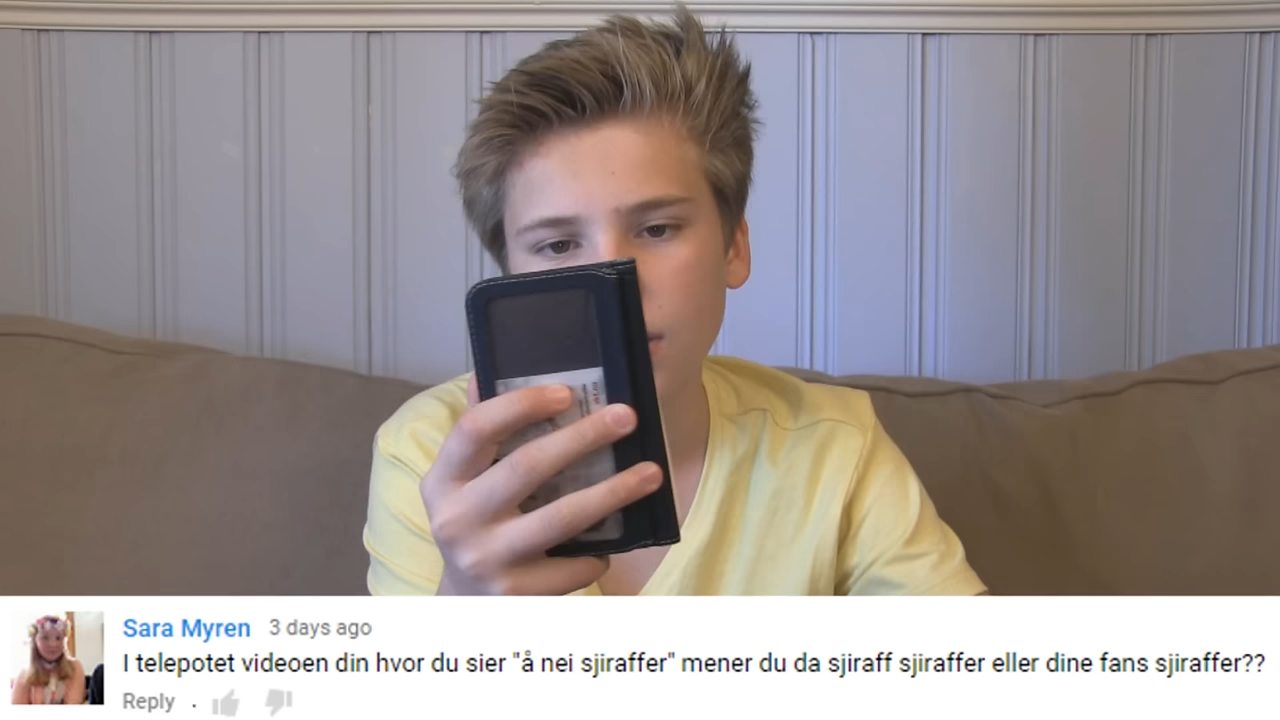 Sara Myren 3 days ago
I telepotet videoen din hvor du sier "å nei sjiraffer" mener du da sjiraff sjiraffer eller dine fans sjiraffer??
Reply .